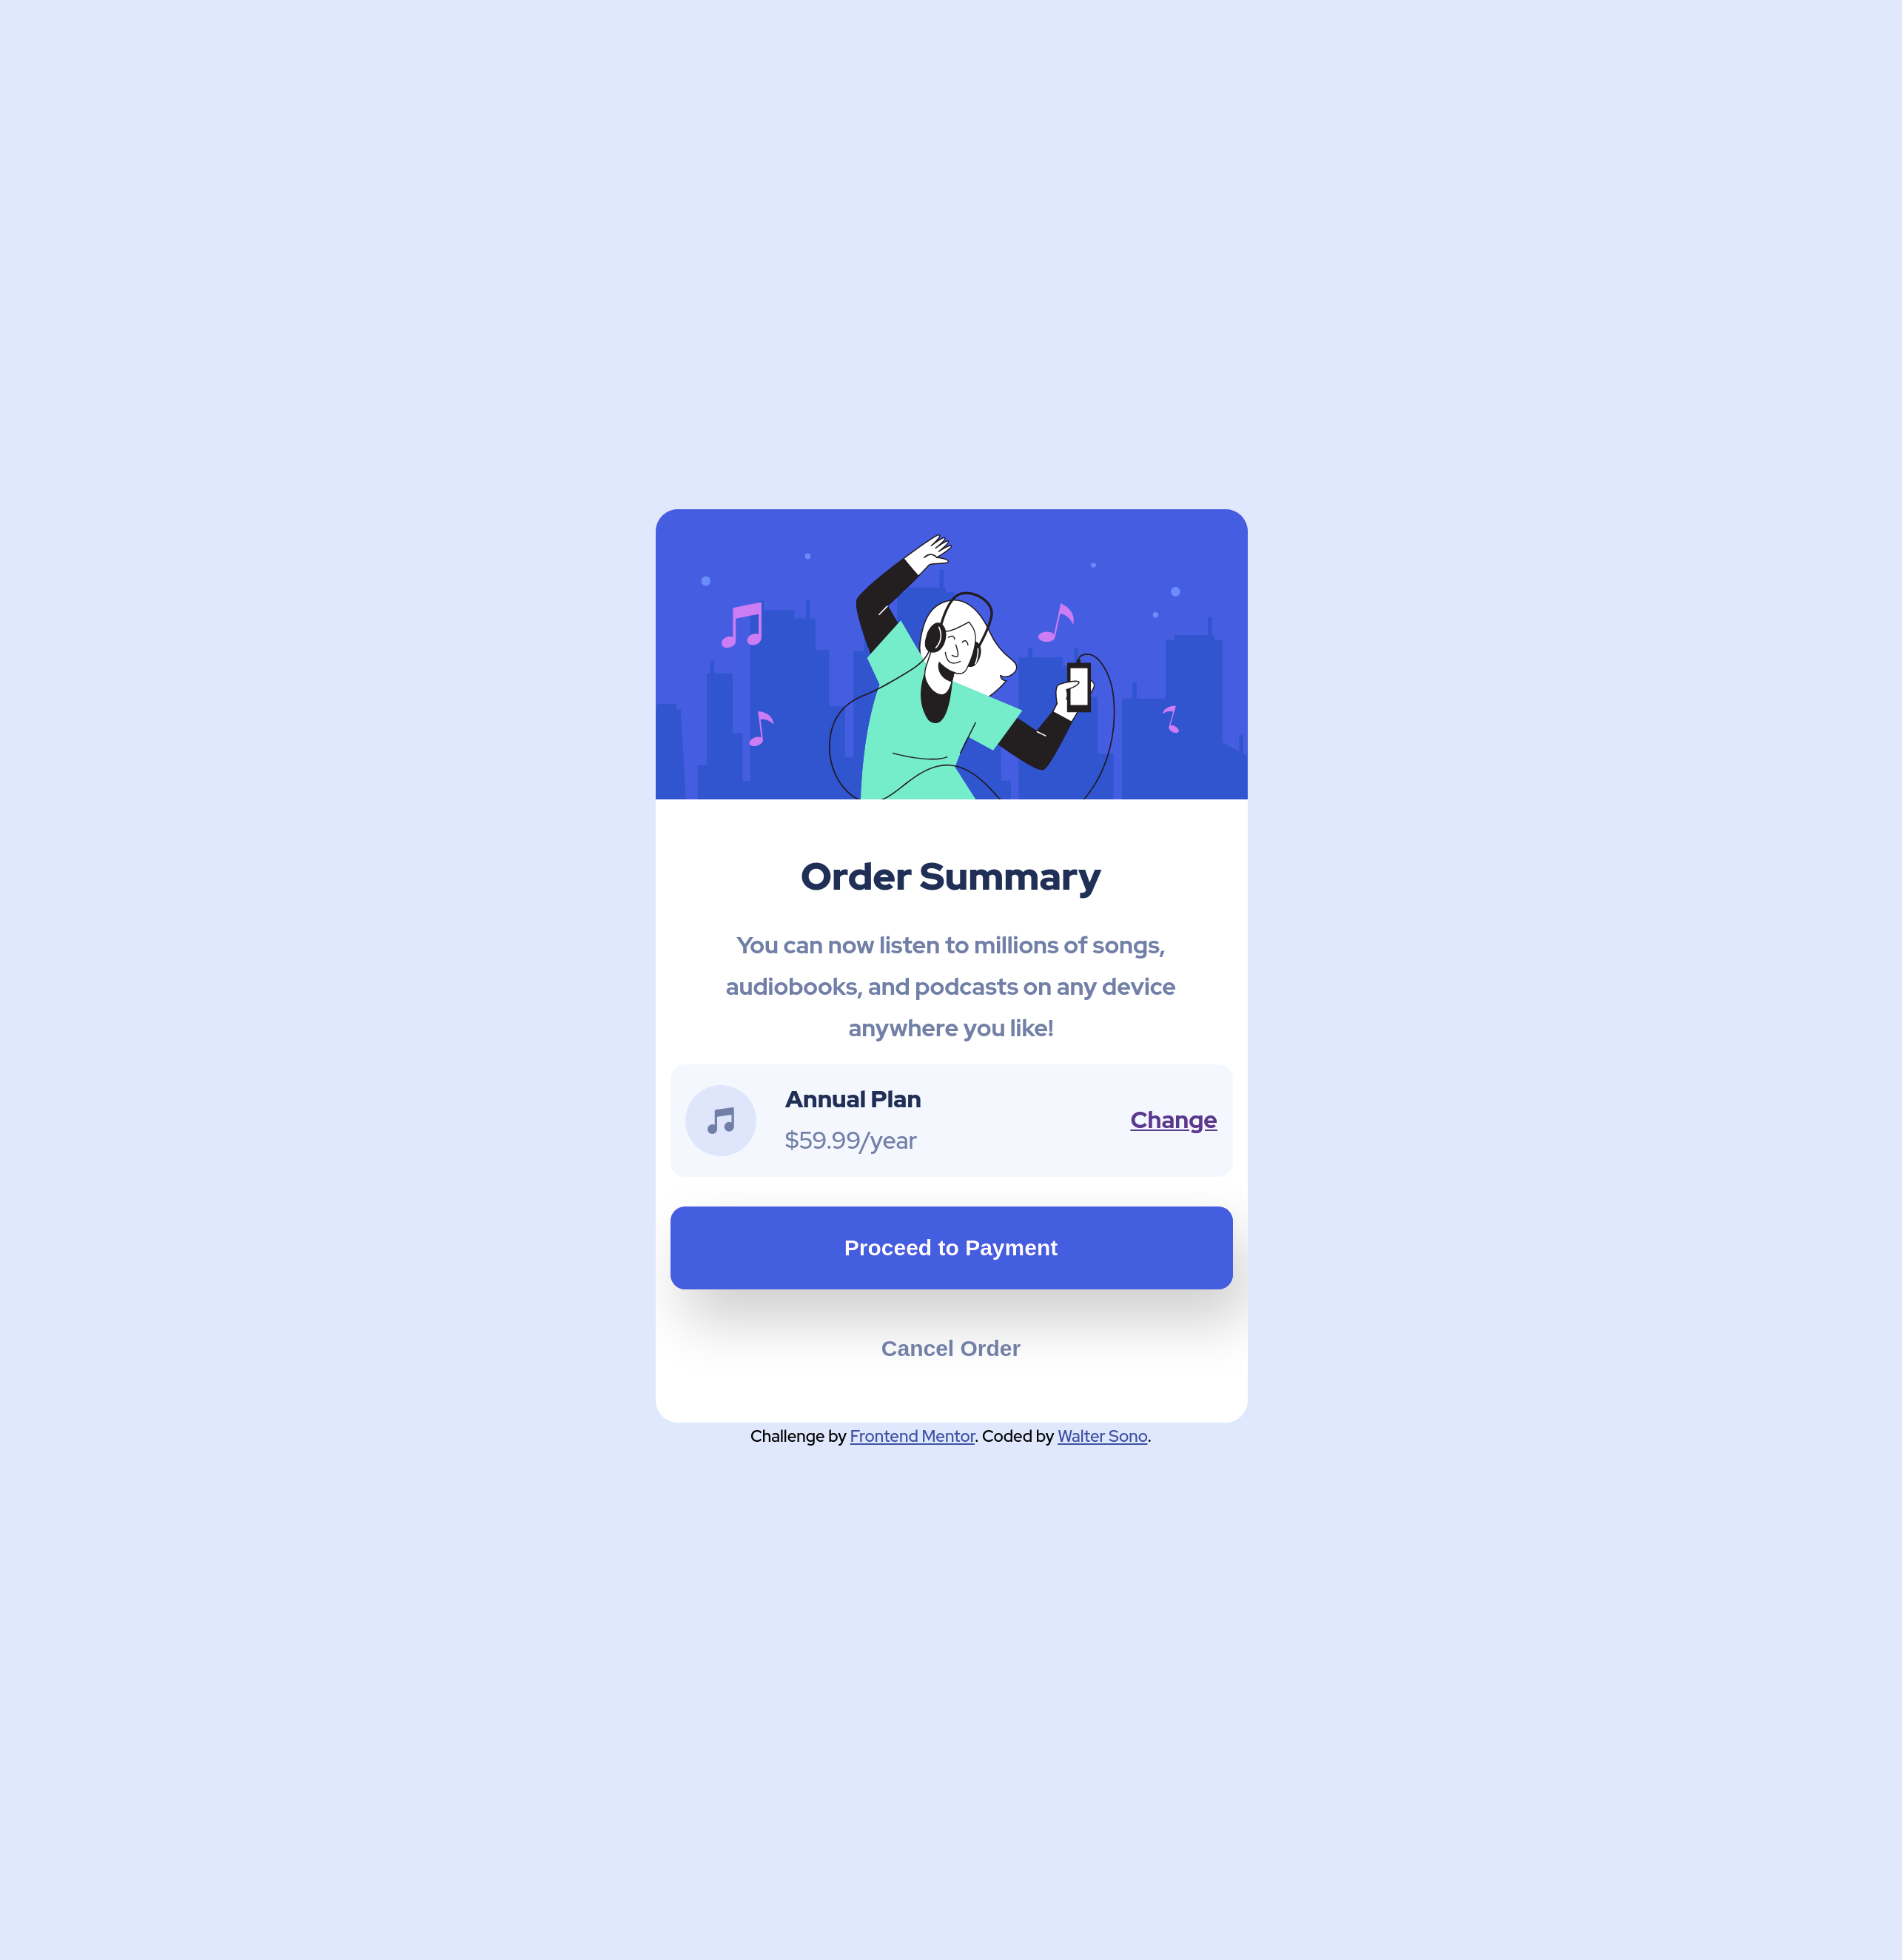 Order Summary
You can now listen to millions of songs,
audiobooks, and podcasts on any device
anywhere you like!
Annual Plan
$59.99/year
Change
Proceed to Payment
Cancel Order
Challenge by Frontend Mentor. Coded by Walter Sono.